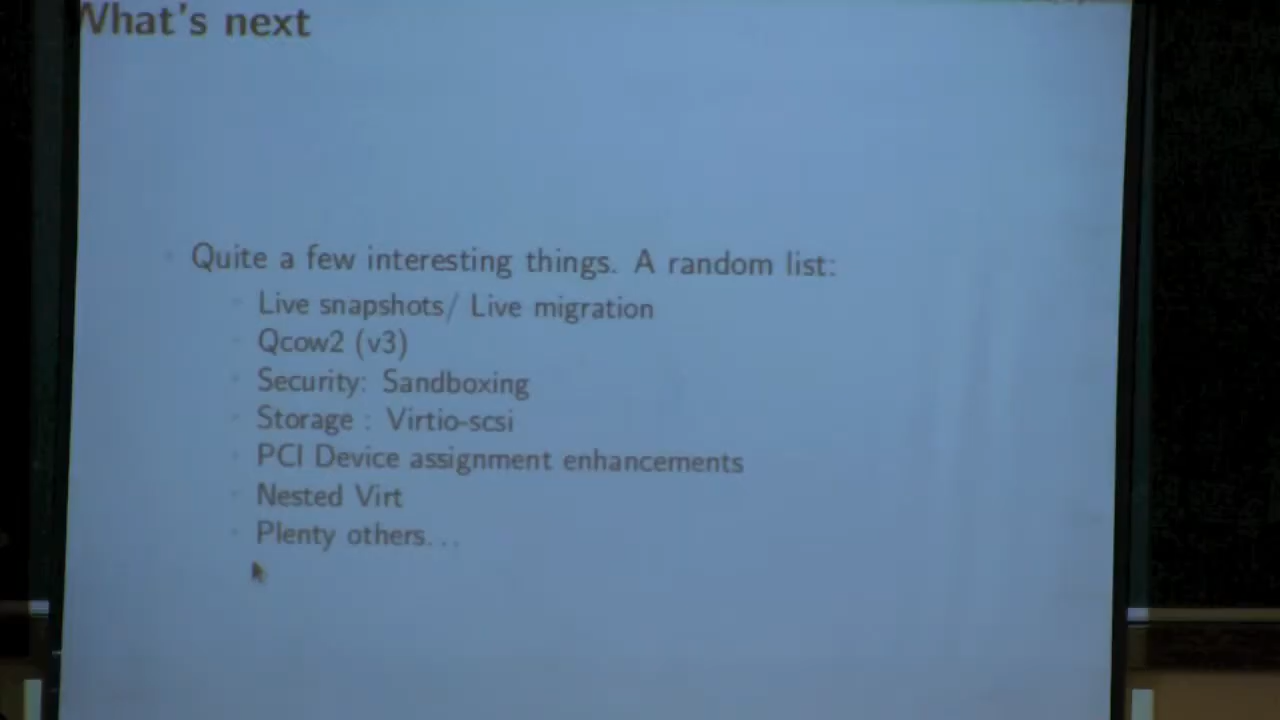 What's next
Quite a few interesting things. A random list:
Live snapshots/ Live migration
Qcow2 (v3)
Security: Sandboxing
Storage : Virtio-scsi
PCI Device assignment enhancements
Nested Virt
Plenty others...